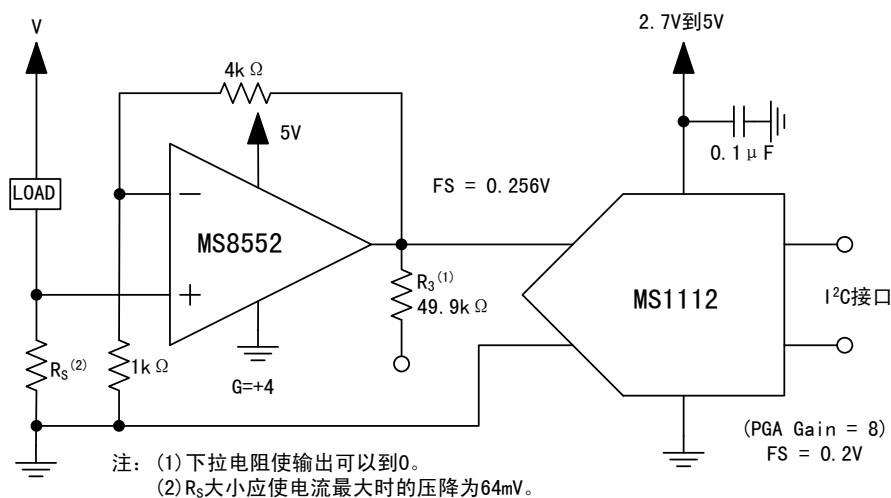 V
2.7V到5V
4kΩ
5V
0.1μF
LOAD
FS = 0.256V
MS8552
R3(1)
49.9kΩ
MS1112
I²C接口
RS(2)
1kΩ
G=+4
(PGA Gain = 8)
FS = 0.2V
注：(1)下拉电阻使输出可以到0。
(2)RS大小应使电流最大时的压降为64mV。